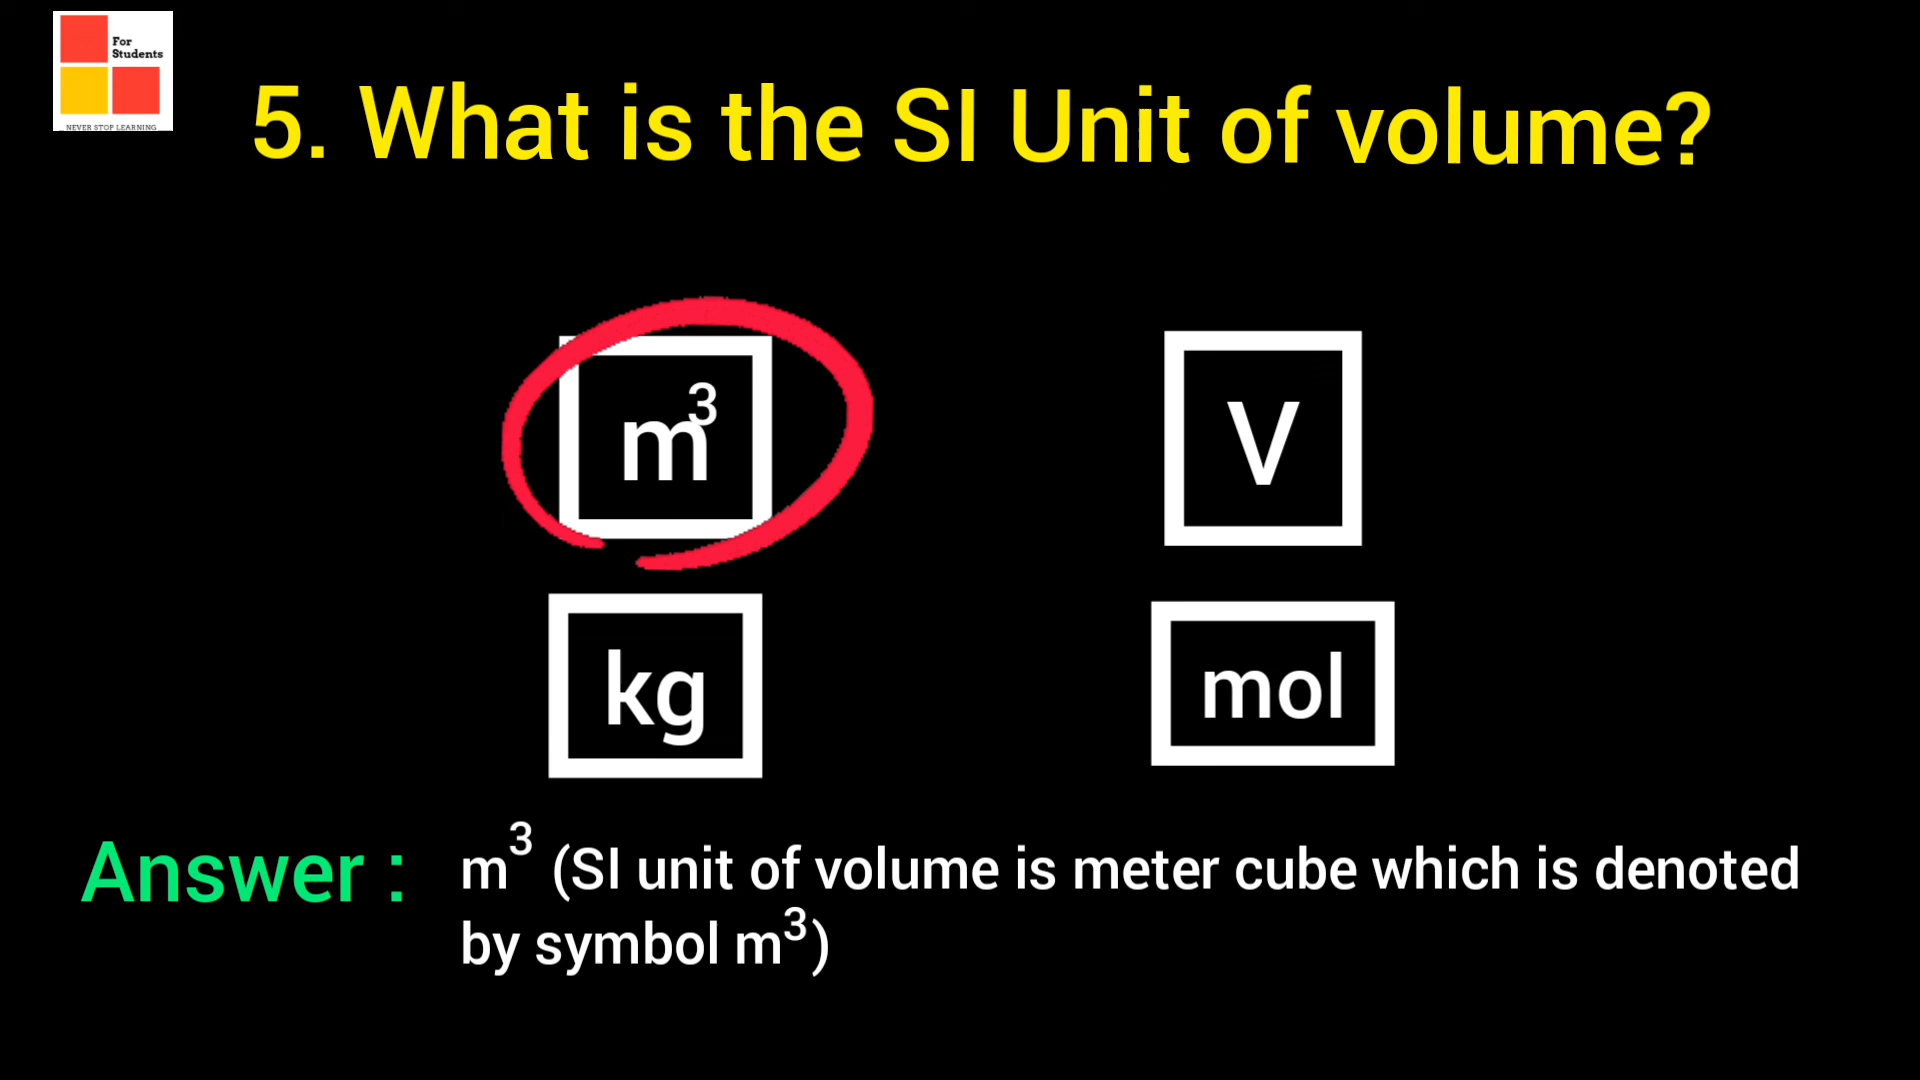 For
Students
NEVER STOP LEARNING
5. What is the SI Unit of volume?
m³
V
kg
mol
Answer : m³ (SI unit of volume is meter cube which is denoted
by symbol m³)